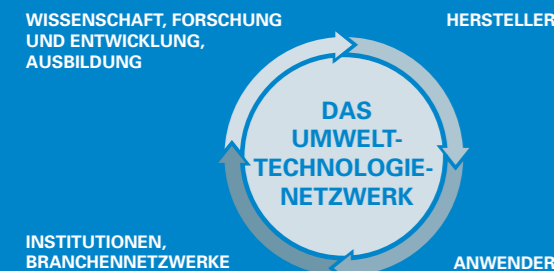 WISSENSCHAFT, FORSCHUNG
UND ENTWICKLUNG,
AUSBILDUNG
HERSTELLER
DAS
UMWELT-
TECHNOLOGIE-
NETZWERK
INSTITUTIONEN,
BRANCHENNETZWERKE
ANWENDER